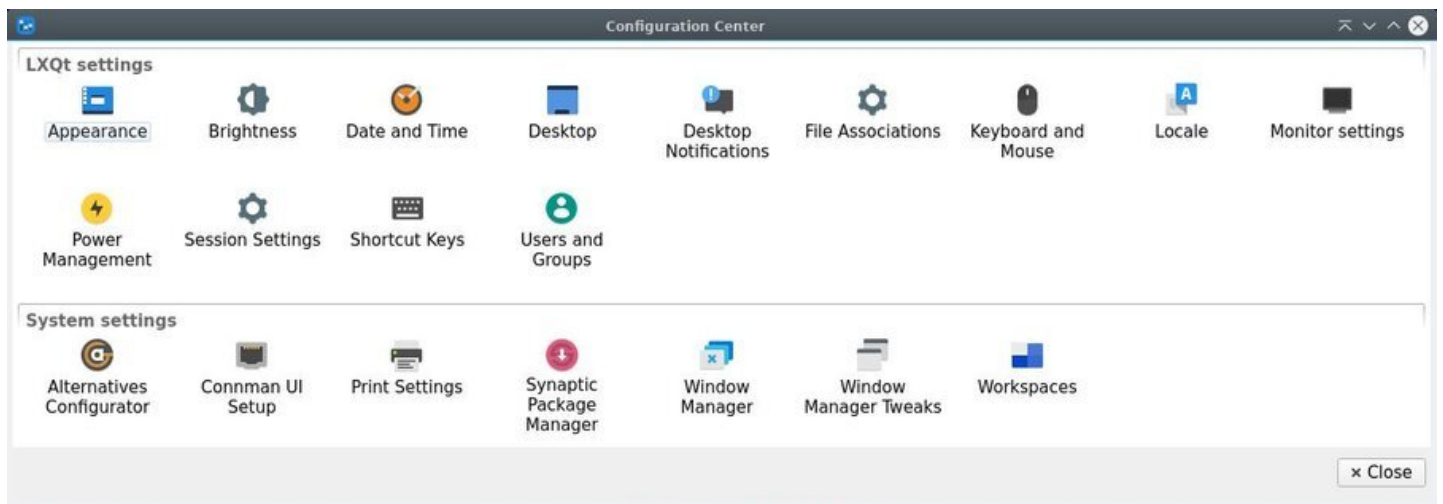 Configuration Center
LXQt settings
Appearance
Brightness
Date and Time
Desktop
Desktop
Notifications
File Associations
Keyboard and
Mouse
Locale
Monitor settings
Power
Management
Session Settings
Shortcut Keys
Users and
Groups
System settings
Alternatives
Configurator
Connman UI
Setup
Print Settings
Synaptic
Package
Manager
Window
Manager
Window
Manager Tweaks
Workspaces
× Close